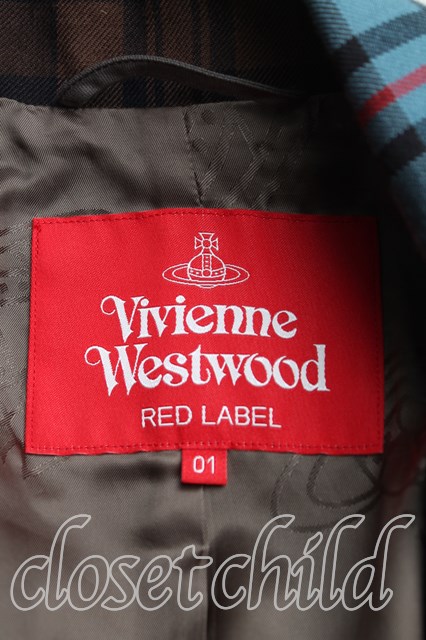 Vivienne
Westwood
RED LABEL
01
closet child